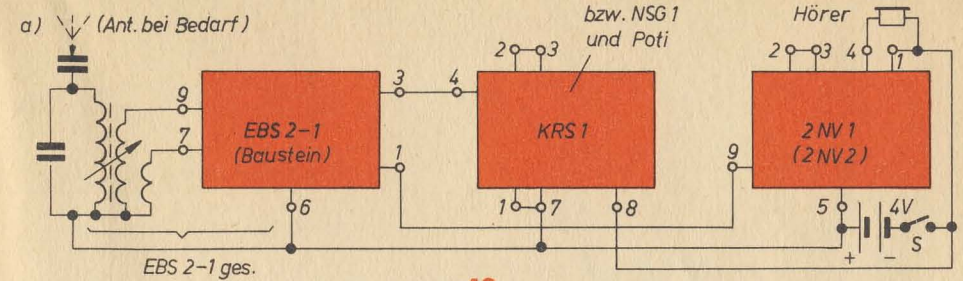 a) (Ant. bei Bedarf)
bzw. NSG 1
und Poti
Hörer
2 3
2 3
4 1
9
7
EBS 2-1
(Baustein)
3
1
6
4
KRS 1
1 7
8
9
2 NV 1
(2 NV 2)
5
4V
S
+ −
EBS 2-1 ges.